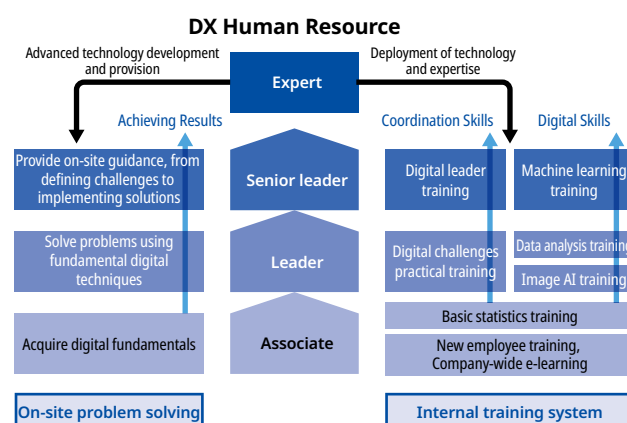 DX Human Resource
Advanced technology development
and provision
Expert
Deployment of technology
and expertise
Achieving Results
Coordination Skills
Digital Skills
Provide on-site guidance, from
defining challenges to
implementing solutions
Senior leader
Digital leader
training
Machine learning
training
Solve problems using
fundamental digital
techniques
Leader
Digital challenges
practical training
Data analysis training
Image AI training
Acquire digital fundamentals
Associate
Basic statistics training
New employee training,
Company-wide e-learning
On-site problem solving
Internal training system